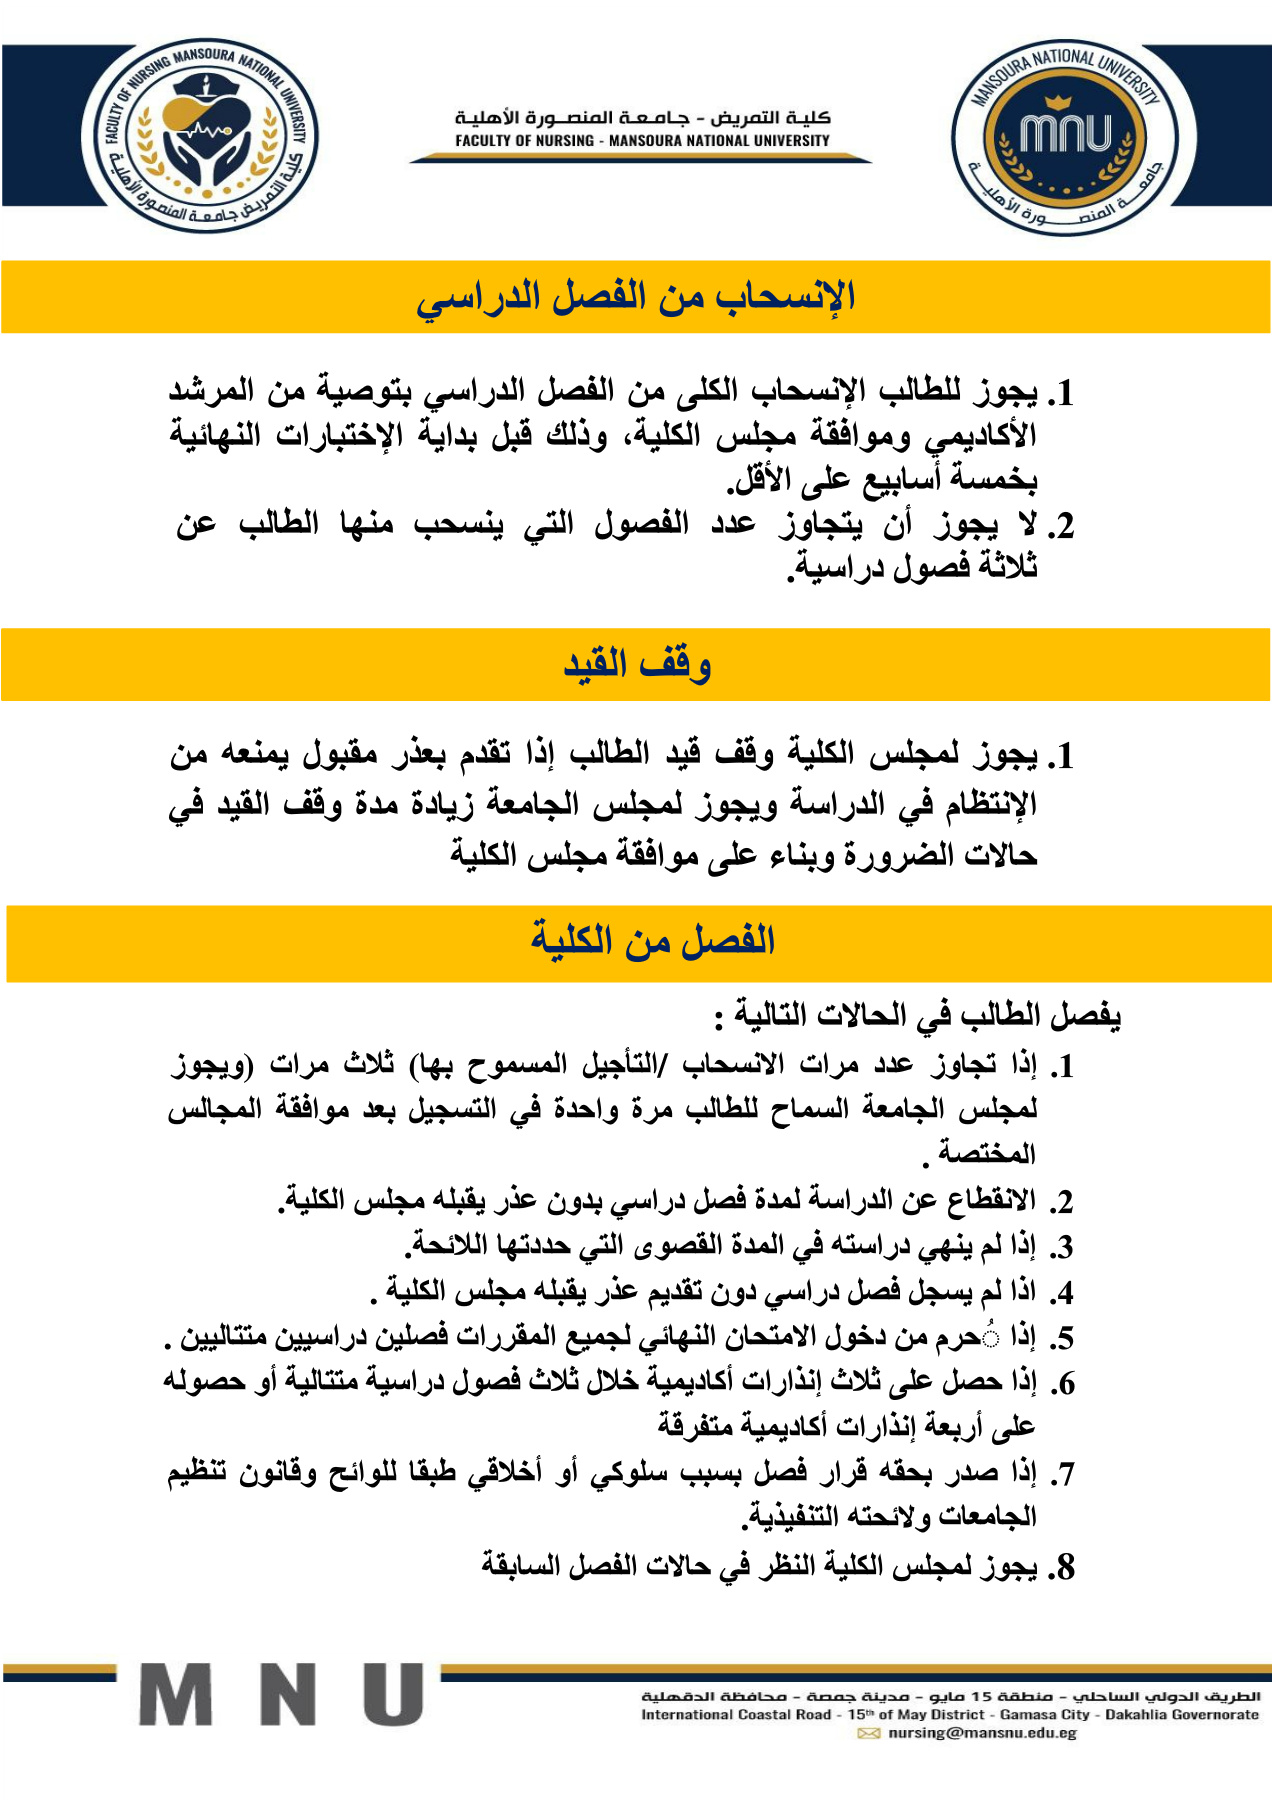 FACULTY OF NURSING MANSOURA NATIONAL UNIVERSITY
كلية التمريض جامعة المنصورة الأهلية
كلية التمريض - جامعة المنصورة الأهلية
FACULTY OF NURSING - MANSOURA NATIONAL UNIVERSITY
MANSOURA NATIONAL UNIVERSITY
mnu
جامعة المنصورة الأهلية
الإنسحاب من الفصل الدراسي
1. يجوز للطالب الإنسحاب الكلى من الفصل الدراسي بتوصية من المرشد
الأكاديمي وموافقة مجلس الكلية، وذلك قبل بداية الإختبارات النهائية
بخمسة أسابيع على الأقل.
2. لا يجوز أن يتجاوز عدد الفصول التي ينسحب منها الطالب عن
ثلاثة فصول دراسية.
وقف القيد
1. يجوز لمجلس الكلية وقف قيد الطالب إذا تقدم بعذر مقبول يمنعه من
الإنتظام في الدراسة ويجوز لمجلس الجامعة زيادة مدة وقف القيد في
حالات الضرورة وبناء على موافقة مجلس الكلية
الفصل من الكلية
يفصل الطالب في الحالات التالية :
1. إذا تجاوز عدد مرات الانسحاب /التأجيل المسموح بها) ثلاث مرات (ويجوز
لمجلس الجامعة السماح للطالب مرة واحدة في التسجيل بعد موافقة المجالس
المختصة .
2. الانقطاع عن الدراسة لمدة فصل دراسي بدون عذر يقبله مجلس الكلية.
3. إذا لم ينهي دراسته في المدة القصوى التي حددتها اللائحة.
4. اذا لم يسجل فصل دراسي دون تقديم عذر يقبله مجلس الكلية .
5. إذا ُحرم من دخول الامتحان النهائي لجميع المقررات فصلين دراسيين متتاليين .
6. إذا حصل على ثلاث إنذارات أكاديمية خلال ثلاث فصول دراسية متتالية أو حصوله
على أربعة إنذارات أكاديمية متفرقة
7. إذا صدر بحقه قرار فصل بسبب سلوكي أو أخلاقي طبقا للوائح وقانون تنظيم
الجامعات ولائحته التنفيذية.
8. يجوز لمجلس الكلية النظر في حالات الفصل السابقة
M N U
الطريق الدولي الساحلي - منطقة 15 مايو - مدينة جمصة - محافظة الدقهلية
International Coastal Road - 15th of May District - Gamasa City - Dakahlia Governorate
nursing@mansnu.edu.eg